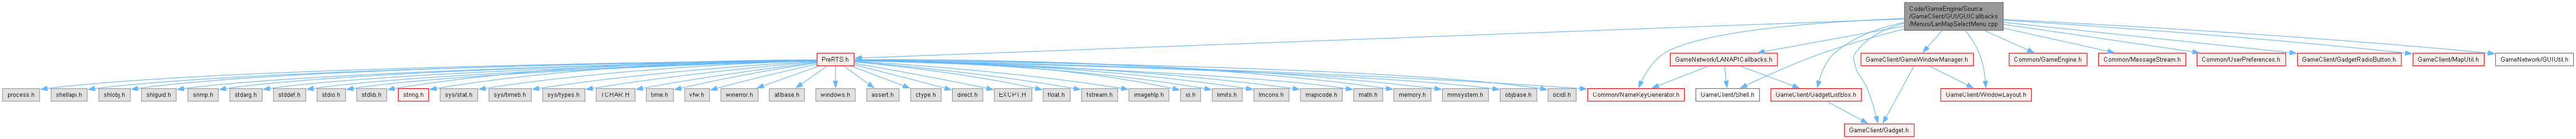 Code/GameEngine/Source
/GameClient/GUI/GUICallbacks
/Menus/LanMapSelectMenu.cpp
PreRTS.h
GameNetwork/LANAPICallbacks.h
GameClient/GameWindowManager.h
Common/GameEngine.h
Common/MessageStream.h
Common/UserPreferences.h
GameClient/GadgetRadioButton.h
GameClient/MapUtil.h
GameNetwork/GUIUtil.h
process.h
shellapi.h
shlobj.h
shlguid.h
snmp.h
stdarg.h
stddef.h
stdio.h
stdlib.h
string.h
sys/stat.h
sys/timeb.h
sys/types.h
TCHAR.H
time.h
vfw.h
winerror.h
atlbase.h
windows.h
assert.h
ctype.h
direct.h
EXCPT.H
float.h
fstream.h
imagehlp.h
io.h
limits.h
lmcons.h
mapicode.h
math.h
memory.h
mmsystem.h
objbase.h
ocidl.h
Common/NameKeyGenerator.h
GameClient/Shell.h
GameClient/GadgetListBox.h
GameClient/WindowLayout.h
GameClient/Gadget.h